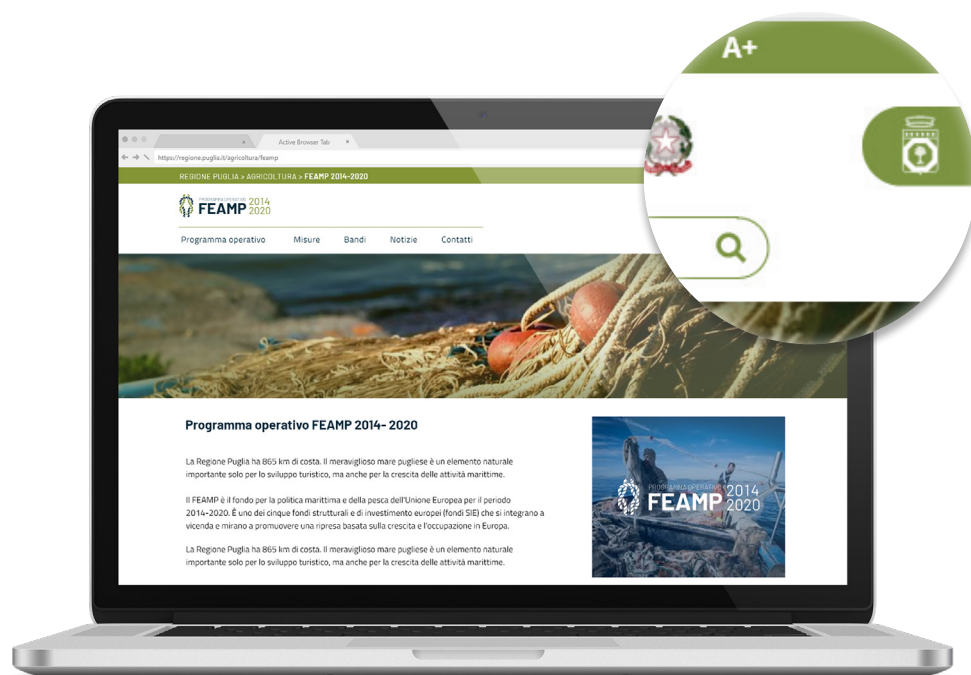 A+
Active Browser Tab
https://regione.puglia.it/agricoltura/feamp
REGIONE PUGLIA > AGRICOLTURA > FEAMP 2014-2020
PROGRAMMA OPERATIVO
FEAMP 2014 2020
Programma operativo Misure Bandi Notizie Contatti
Programma operativo FEAMP 2014- 2020
La Regione Puglia ha 865 km di costa. Il meraviglioso mare pugliese è un elemento naturale
importante solo per lo sviluppo turistico, ma anche per la crescita delle attività marittime.
Il FEAMP è il fondo per la politica marittima e della pesca dell'Unione Europea per il periodo
2014-2020. È uno dei cinque fondi strutturali e di investimento europei (fondi SIE) che si integrano a
vicenda e mirano a promuovere una ripresa basata sulla crescita e l'occupazione in Europa.
La Regione Puglia ha 865 km di costa. Il meraviglioso mare pugliese è un elemento naturale
importante solo per lo sviluppo turistico, ma anche per la crescita delle attività marittime.
PROGRAMMA OPERATIVO
FEAMP 2014 2020